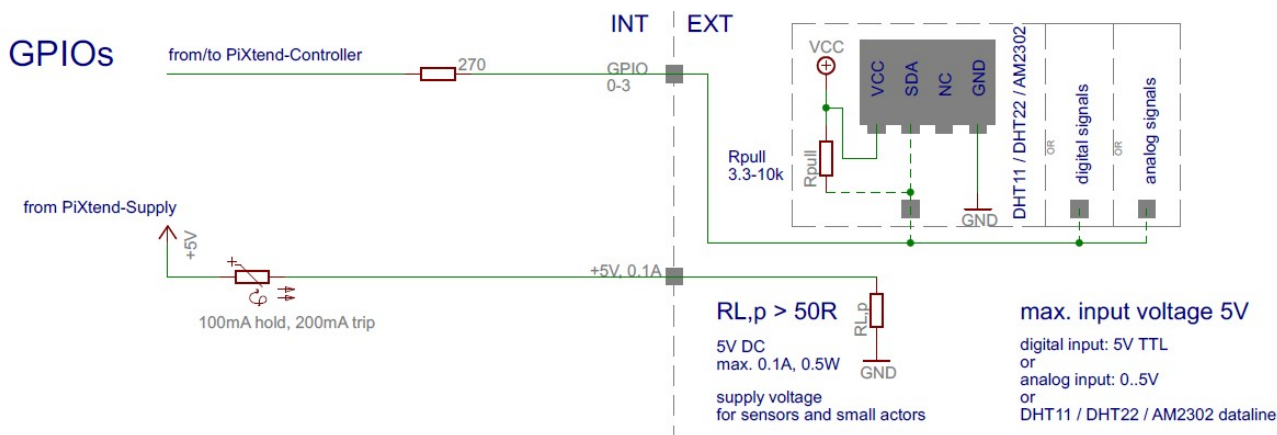 INT
EXT
GPIOs
from/to PiXtend-Controller
270
GPIO
0-3
VCC
VCC
SDA
NC
GND
Rpull
3.3-10k
Rpull
GND
DHT11 / DHT22 / AM2302
OR
digital signals
OR
analog signals
from PiXtend-Supply
+5V
+
100mA hold, 200mA trip
+5V, 0.1A
RL,p
GND
RL,p > 50R
5V DC
max. 0.1A, 0.5W
supply voltage
for sensors and small actors
max. input voltage 5V
digital input: 5V TTL
or
analog input: 0..5V
or
DHT11 / DHT22 / AM2302 dataline